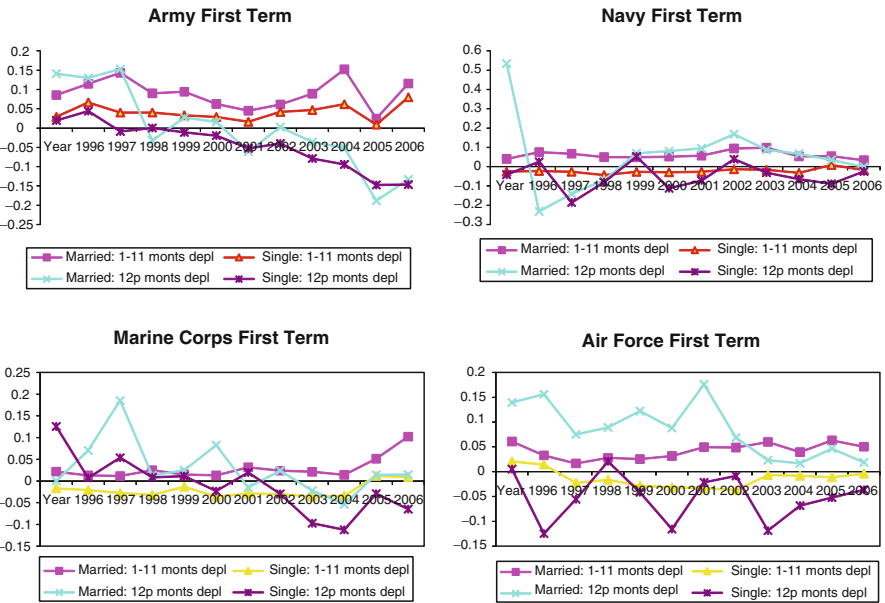 Army First Term
0.2
0.15
0.1
0.05
0
−0.05
−0.1
−0.15
−0.2
−0.25
Year 1996 1997 1998 1999 2000 2001 2002 2003 2004 2005 2006
Married: 1-11 monts depl
Single: 1-11 monts depl
Married: 12p monts depl
Single: 12p monts depl
Navy First Term
0.6
0.5
0.4
0.3
0.2
0.1
0
−0.1
−0.2
−0.3
Year 1996 1997 1998 1999 2000 2001 2002 2003 2004 2005 2006
Married: 1-11 monts depl
Single: 1-11 monts depl
Married: 12p monts depl
Single: 12p monts depl
Marine Corps First Term
0.25
0.2
0.15
0.1
0.05
0
−0.05
−0.1
−0.15
Year 1996 1997 1998 1999 2000 2001 2002 2003 2004 2005 2006
Married: 1-11 monts depl
Single: 1-11 monts depl
Married: 12p monts depl
Single: 12p monts depl
Air Force First Term
0.2
0.15
0.1
0.05
0
−0.05
−0.1
−0.15
Year 1996 1997 1998 1999 2000 2001 2002 2003 2004 2005 2006
Married: 1-11 monts depl
Single: 1-11 monts depl
Married: 12p monts depl
Single: 12p monts depl